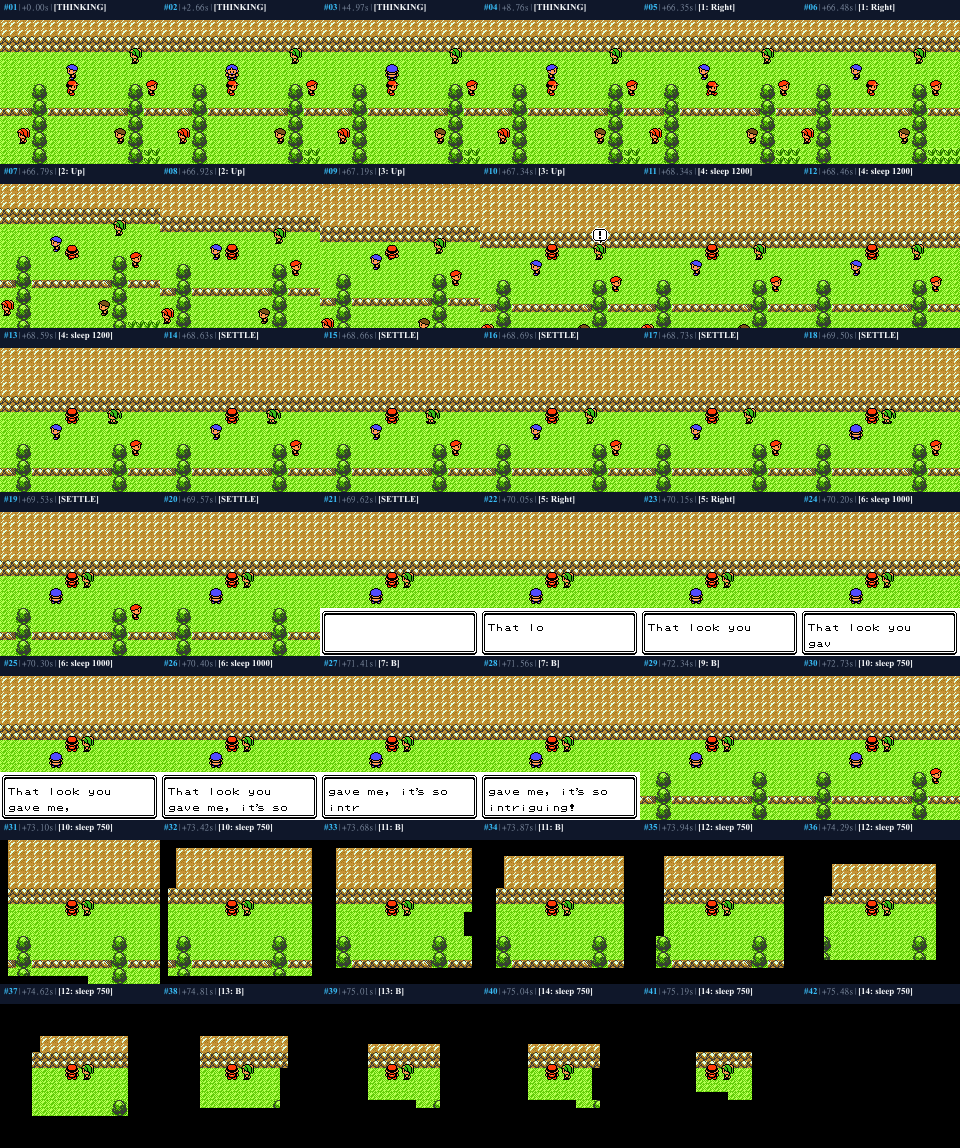 #01|+0.00s|[THINKING] #02|+2.66s|[THINKING] #03|+4.97s|[THINKING] #04|+8.76s|[THINKING] #05|+66.35s|[1: Right] #06|+66.48s|[1: Right]
#07|+66.79s|[2: Up] #08|+66.92s|[2: Up] #09|+67.19s|[3: Up] #10|+67.34s|[3: Up] #11|+68.34s|[4: sleep 1200] #12|+68.46s|[4: sleep 1200]
!
#13|+68.59s|[4: sleep 1200] #14|+68.63s|[SETTLE] #15|+68.66s|[SETTLE] #16|+68.69s|[SETTLE] #17|+68.73s|[SETTLE] #18|+69.50s|[SETTLE]
#19|+69.53s|[SETTLE] #20|+69.57s|[SETTLE] #21|+69.62s|[SETTLE] #22|+70.05s|[5: Right] #23|+70.15s|[5: Right] #24|+70.20s|[6: sleep 1000]
That lo
That look you
That look you
gav
#25|+70.30s|[6: sleep 1000] #26|+70.40s|[6: sleep 1000] #27|+71.41s|[7: B] #28|+71.56s|[7: B] #29|+72.34s|[9: B] #30|+72.73s|[10: sleep 750]
That look you
gave me,
That look you
gave me, it's so
gave me, it's so
intr
gave me, it's so
intriguing!
#31|+73.10s|[10: sleep 750] #32|+73.42s|[10: sleep 750] #33|+73.68s|[11: B] #34|+73.87s|[11: B] #35|+73.94s|[12: sleep 750] #36|+74.29s|[12: sleep 750]
#37|+74.62s|[12: sleep 750] #38|+74.81s|[13: B] #39|+75.01s|[13: B] #40|+75.04s|[14: sleep 750] #41|+75.19s|[14: sleep 750] #42|+75.48s|[14: sleep 750]